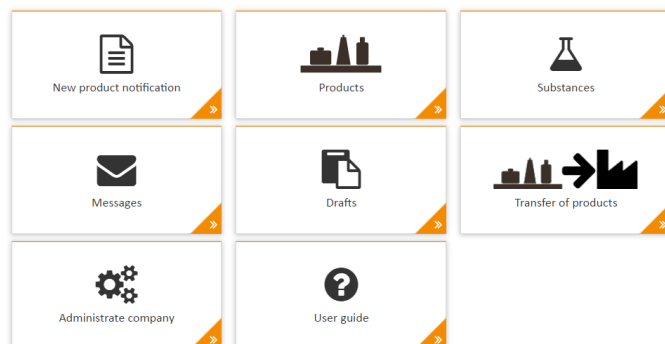 New product notification
Products
Substances
Messages
Drafts
Transfer of products
Administrate company
User guide